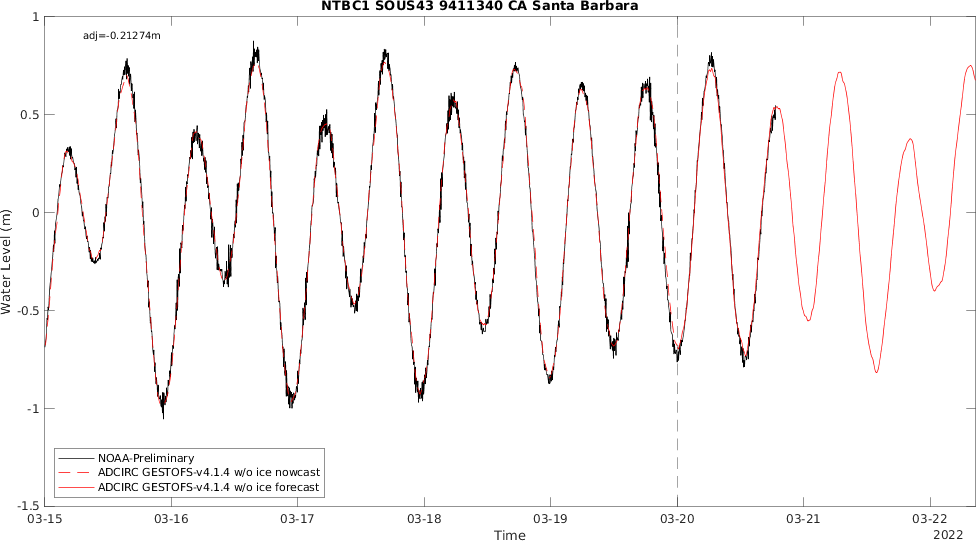 NTBC1 SOUS43 9411340 CA Santa Barbara
1
adj=-0.21274m
0.5
0
-0.5
-1
-1.5
Water Level (m)
NOAA-Preliminary
ADCIRC GESTOFS-v4.1.4 w/o ice nowcast
ADCIRC GESTOFS-v4.1.4 w/o ice forecast
03-15 03-16 03-17 03-18 03-19 03-20 03-21 03-22
Time
2022